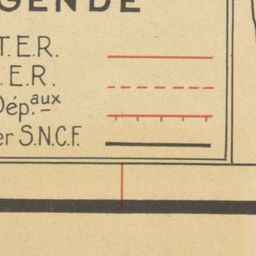 GENDE
T.E.R.
.E.R.
Dép.aux
er S.N.C.F.